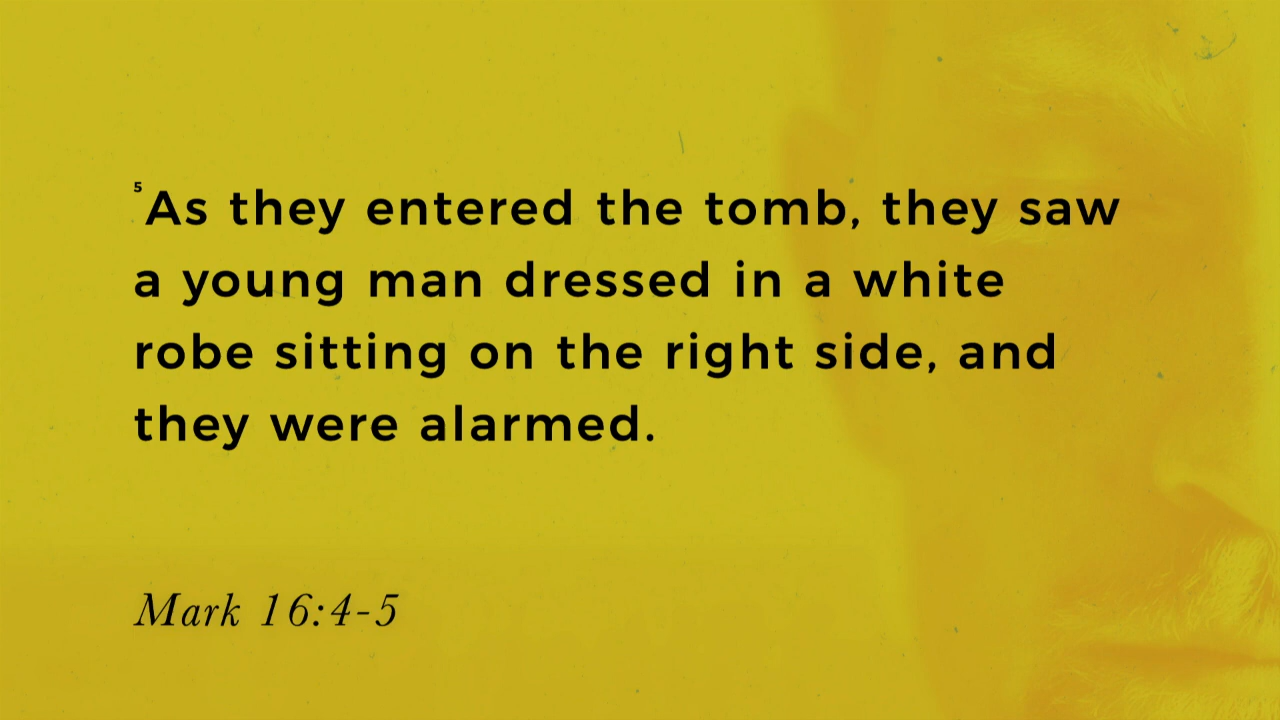 ⁵As they entered the tomb, they saw
a young man dressed in a white
robe sitting on the right side, and
they were alarmed.
Mark 16:4-5